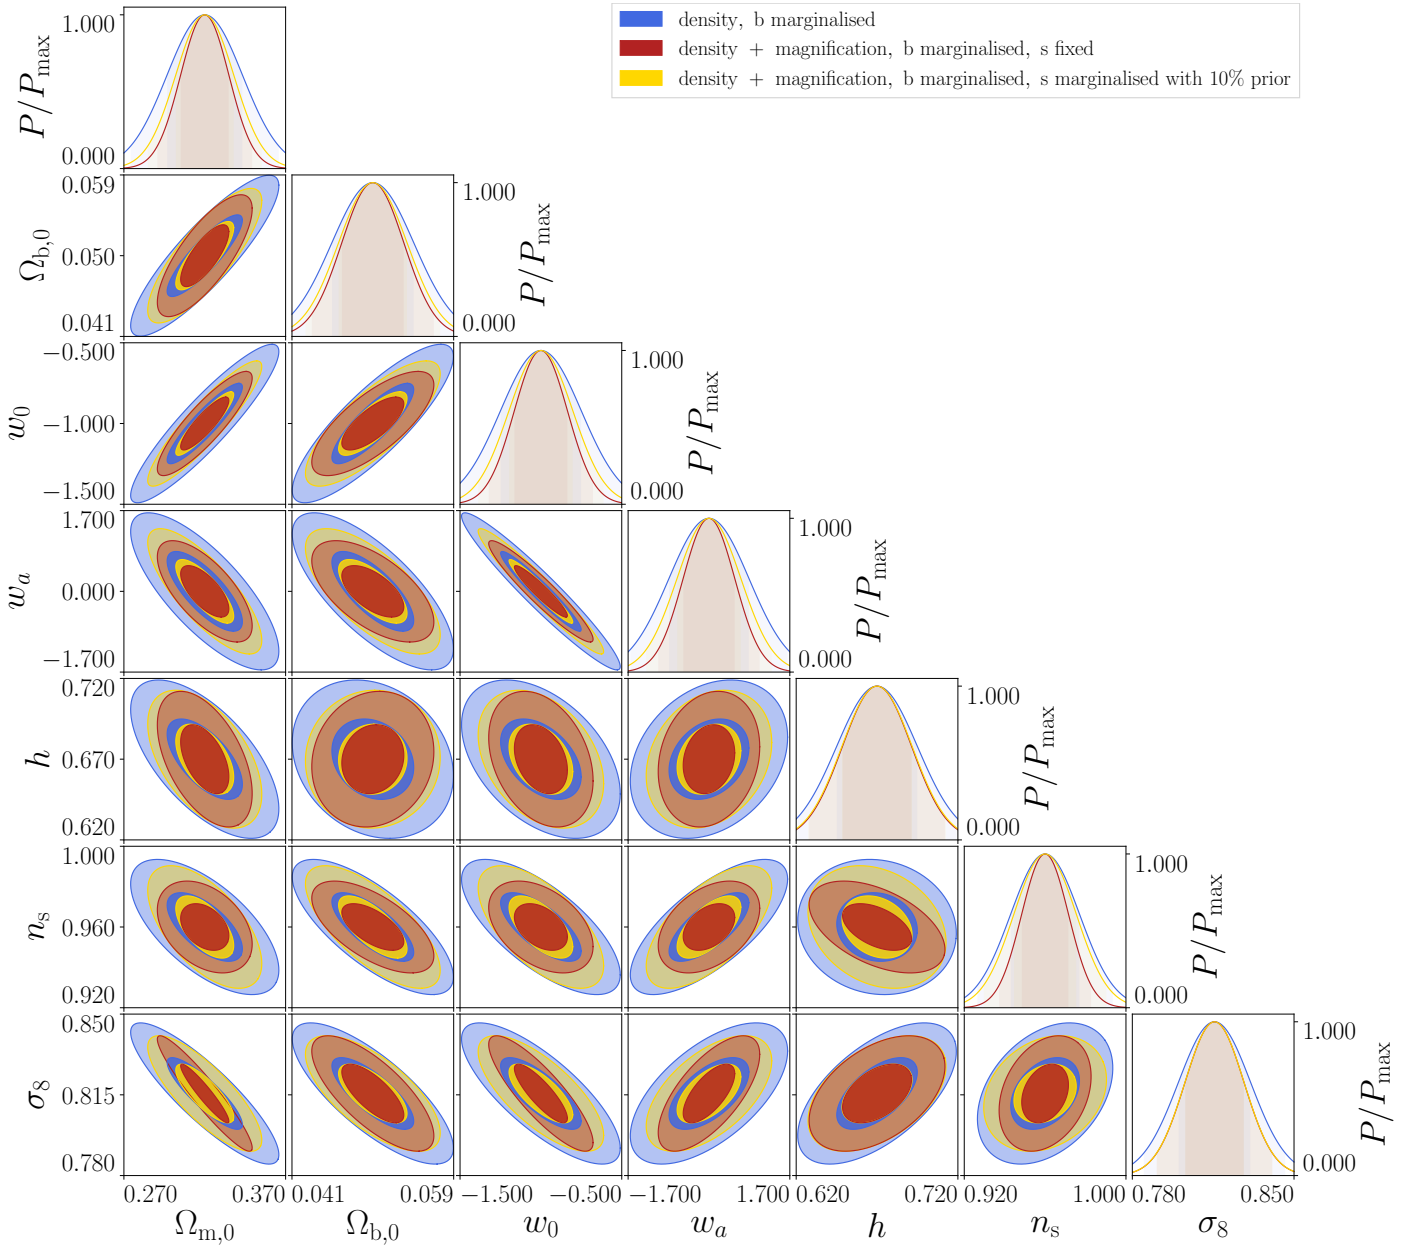 density, b marginalised
density + magnification, b marginalised, s fixed
density + magnification, b marginalised, s marginalised with 10% prior
P/P_max
1.000
0.000
Ω_b,0
0.059
0.050
0.041
1.000
0.000
P/P_max
w_0
−0.500
−1.000
−1.500
1.000
0.000
P/P_max
w_a
1.700
0.000
−1.700
1.000
0.000
P/P_max
h
0.720
0.670
0.620
1.000
0.000
P/P_max
n_s
1.000
0.960
0.920
1.000
0.000
P/P_max
σ_8
0.850
0.815
0.780
1.000
0.000
P/P_max
0.270 0.370 0.041 0.059 −1.500 −0.500 −1.700 1.700 0.620 0.720 0.920 1.000 0.780 0.850
Ω_m,0 Ω_b,0 w_0 w_a h n_s σ_8